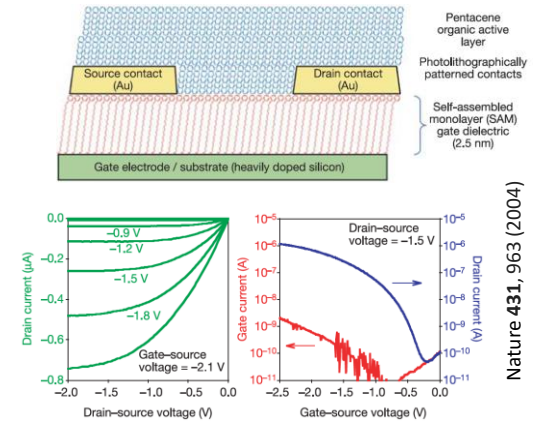 Pentacene
organic active
layer
Photolithographically
patterned contacts
Source contact
(Au)
Drain contact
(Au)
Self-assembled
monolayer (SAM)
gate dielectric
(2.5 nm)
Gate electrode / substrate (heavily doped silicon)
Drain current (μA)
0.0
−0.2
−0.4
−0.6
−0.8
−0.9 V
−1.2 V
−1.5 V
−1.8 V
Gate–source
voltage = −2.1 V
−2.0
−1.5
−1.0
−0.5
0.0
Drain–source voltage (V)
Gate current (A)
10⁻⁵
10⁻⁶
10⁻⁷
10⁻⁸
10⁻⁹
10⁻¹⁰
10⁻¹¹
Drain–source
voltage = −1.5 V
10⁻⁵
10⁻⁶
10⁻⁷
10⁻⁸
10⁻⁹
10⁻¹⁰
10⁻¹¹
Drain current (A)
−2.5
−2.0
−1.5
−1.0
−0.5
0.0
Gate–source voltage (V)
Nature 431, 963 (2004)